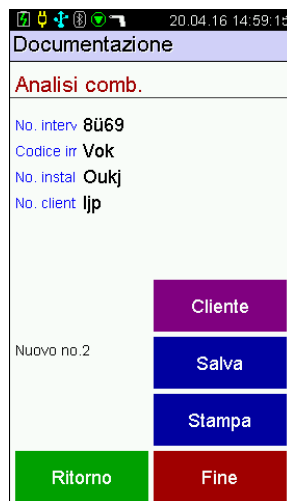 20.04.16 14:59:15
Documentazione
Analisi comb.
No. interv 8ü69
Codice irr Vok
No. instal Oukj
No. client ljp
Cliente
Nuovo no.2
Salva
Stampa
Ritorno
Fine